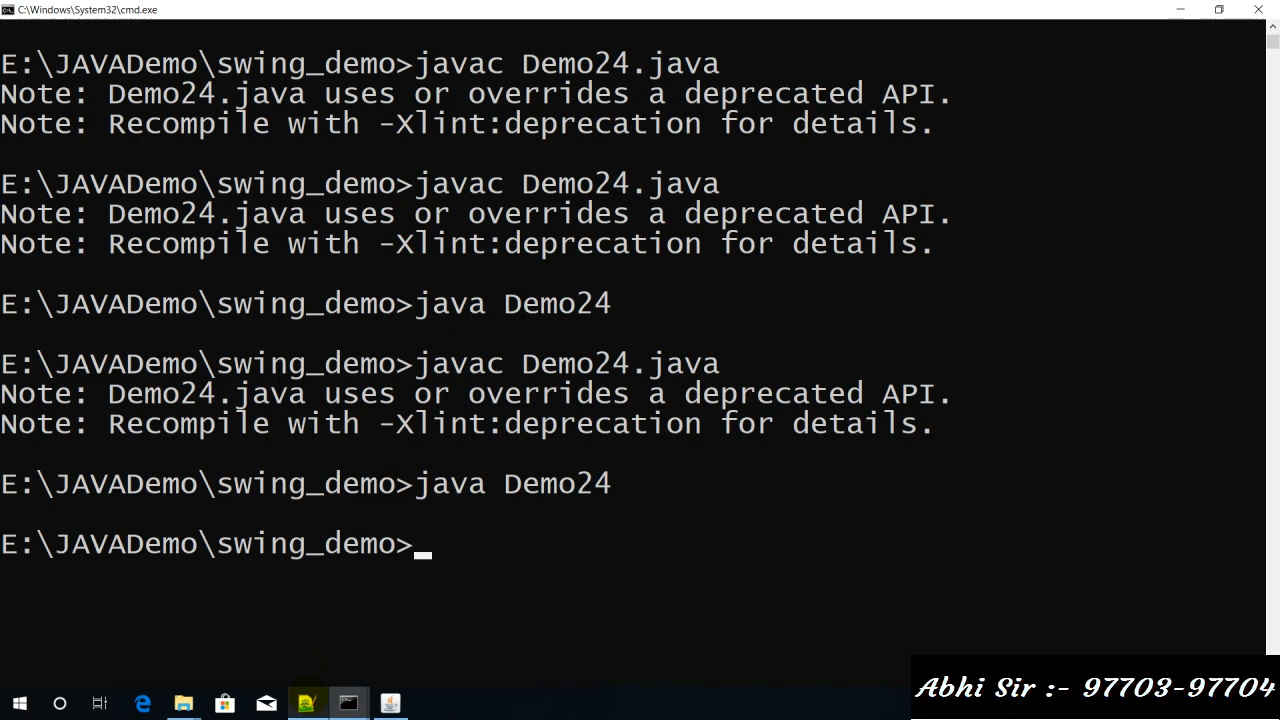 C:\Windows\System32\cmd.exe
E:\JAVADemo\swing_demo>javac Demo24.java
Note: Demo24.java uses or overrides a deprecated API.
Note: Recompile with -Xlint:deprecation for details.
E:\JAVADemo\swing_demo>javac Demo24.java
Note: Demo24.java uses or overrides a deprecated API.
Note: Recompile with -Xlint:deprecation for details.
E:\JAVADemo\swing_demo>java Demo24
E:\JAVADemo\swing_demo>javac Demo24.java
Note: Demo24.java uses or overrides a deprecated API.
Note: Recompile with -Xlint:deprecation for details.
E:\JAVADemo\swing_demo>java Demo24
E:\JAVADemo\swing_demo>
Abhi Sir :- 97703-97704